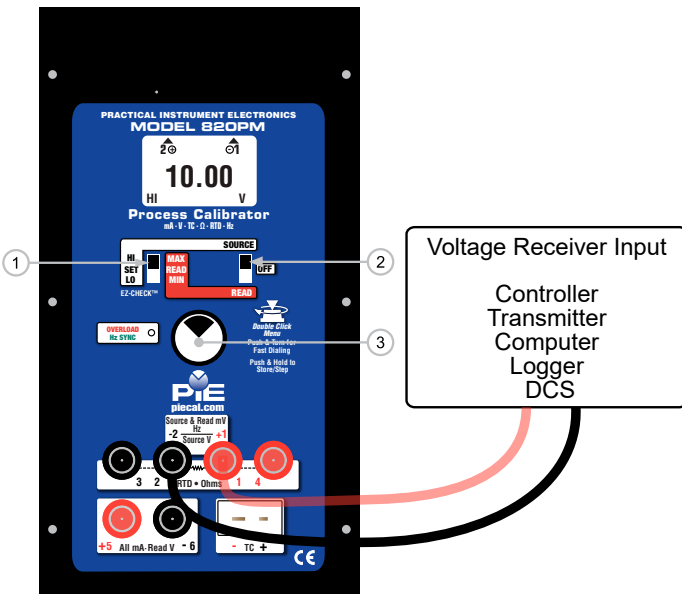 PRACTICAL INSTRUMENT ELECTRONICS
MODEL 820PM
2⊕ ⊖1
10.00
HI V
Process Calibrator
mA • V • TC • Ω • RTD • Hz
SOURCE
HI MAX
SET READ OFF
LO MIN
EZ-CHECK™ READ
1
2
OVERLOAD
Hz SYNC
Double Click
Menu
Push & Turn for
Fast Dialing
Push & Hold to
Store/Step
3
PIE
piecal.com
Source & Read mV
Hz
-2 +1
Source V
3 2 RTD • Ohms 1 4
+5 All mA•Read V - 6
- TC +
CE
Voltage Receiver Input
Controller
Transmitter
Computer
Logger
DCS